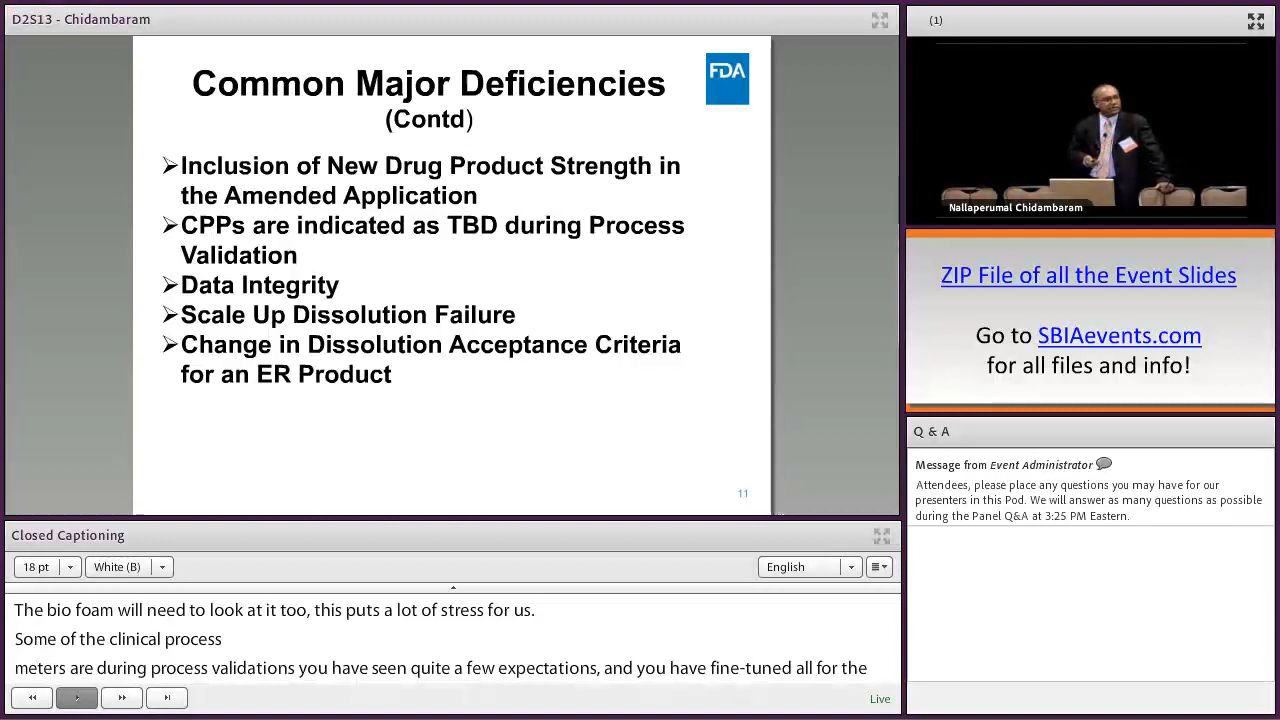 D2S13 - Chidambaram
Common Major Deficiencies
(Contd)
FDA
➢Inclusion of New Drug Product Strength in
the Amended Application
➢CPPs are indicated as TBD during Process
Validation
➢Data Integrity
➢Scale Up Dissolution Failure
➢Change in Dissolution Acceptance Criteria
for an ER Product
11
(1)
Nallaperumal Chidambaram
ZIP File of all the Event Slides
Go to SBIAevents.com
for all files and info!
Q & A
Message from Event Administrator
Attendees, please place any questions you may have for our
presenters in this Pod. We will answer as many questions as possible
during the Panel Q&A at 3:25 PM Eastern.
Closed Captioning
18 pt
White (B)
English
The bio foam will need to look at it too, this puts a lot of stress for us.
Some of the clinical process
meters are during process validations you have seen quite a few expectations, and you have fine-tuned all for the
Live